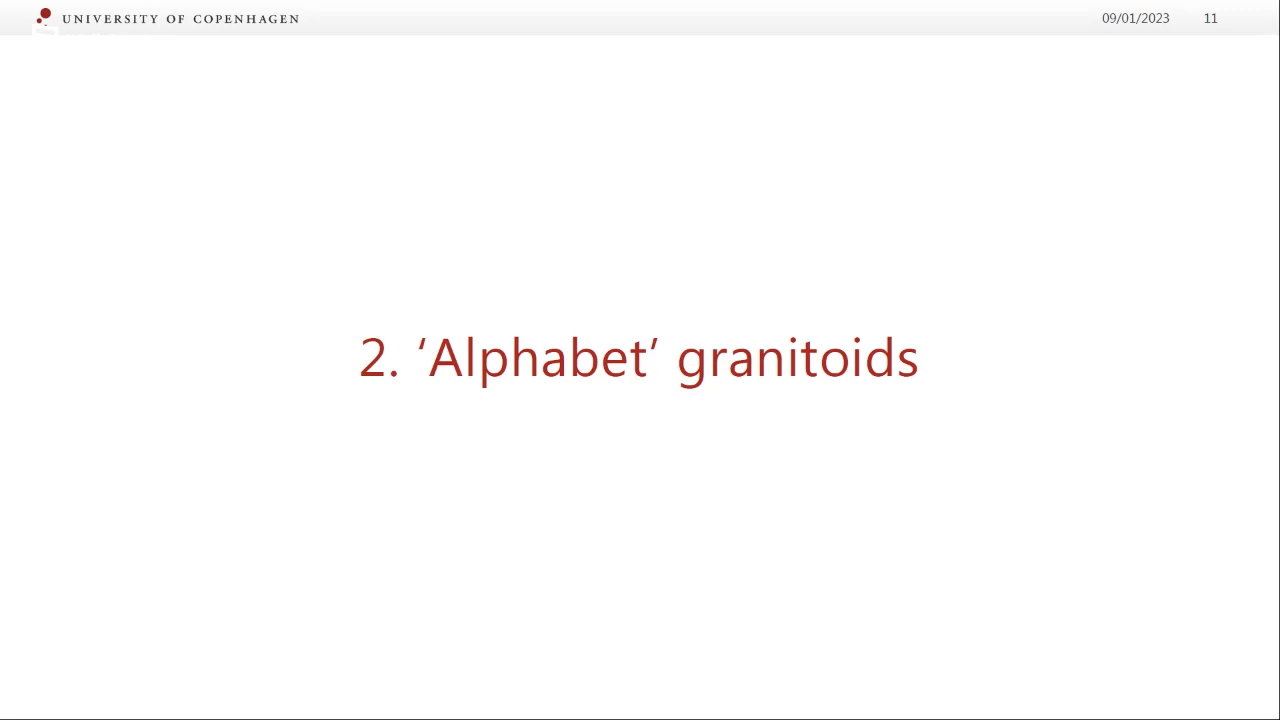 UNIVERSITY OF COPENHAGEN
09/01/2023 11
2. ‘Alphabet’ granitoids